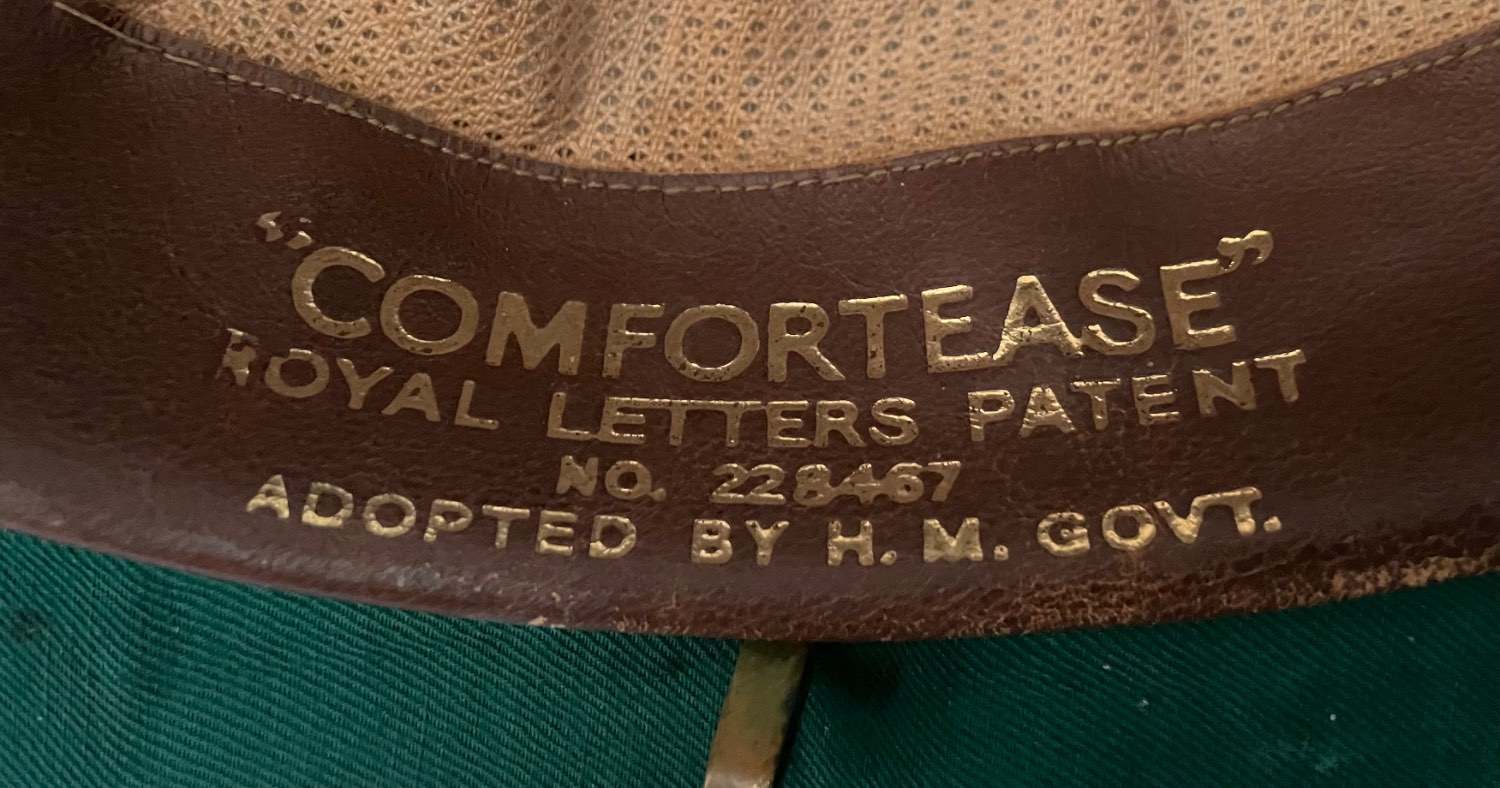 “COMFORTEASE”
ROYAL LETTERS PATENT
NO. 228467
ADOPTED BY H. M. GOVT.